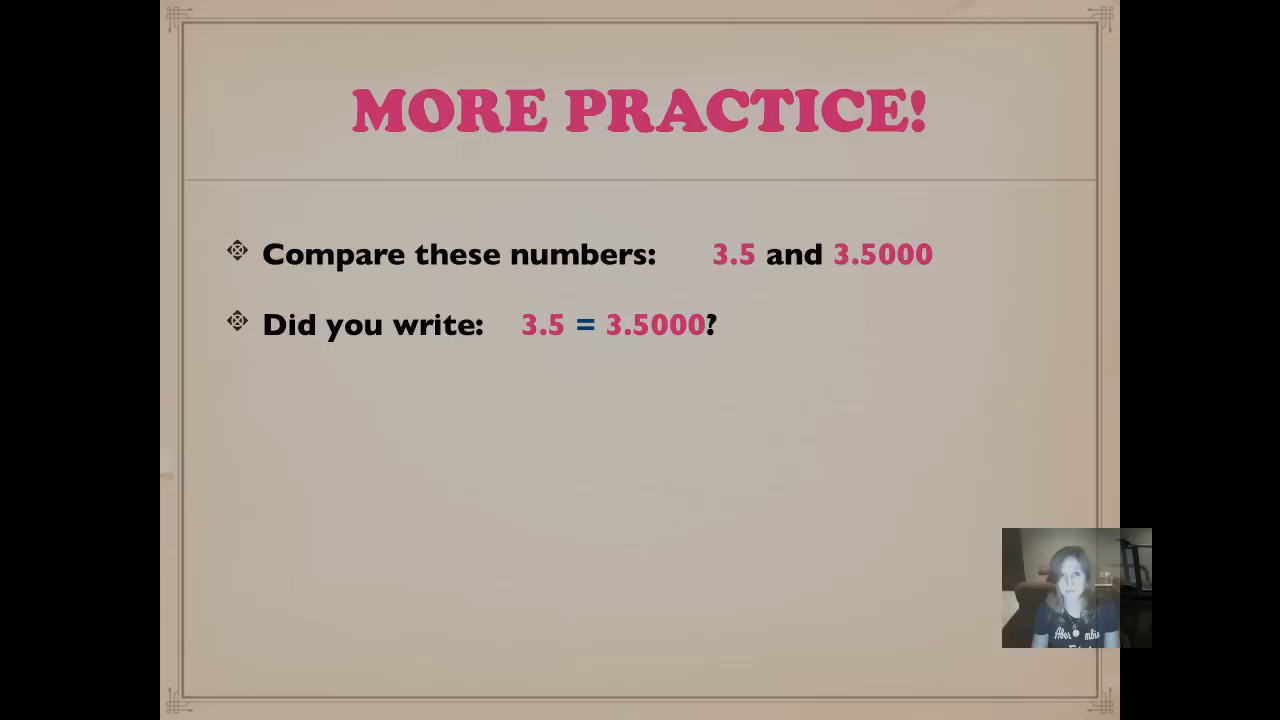 MORE PRACTICE!
Compare these numbers: 3.5 and 3.5000
Did you write: 3.5 = 3.5000?